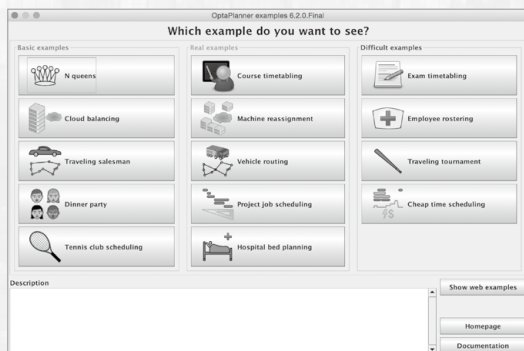 OptaPlanner examples 6.2.0.Final
Which example do you want to see?
Basic examples
N queens
Cloud balancing
Traveling salesman
Dinner party
Tennis club scheduling
Real examples
Course timetabling
Machine reassignment
Vehicle routing
Project job scheduling
Hospital bed planning
Difficult examples
Exam timetabling
Employee rostering
Traveling tournament
Cheap time scheduling
Description
Show web examples
Homepage
Documentation